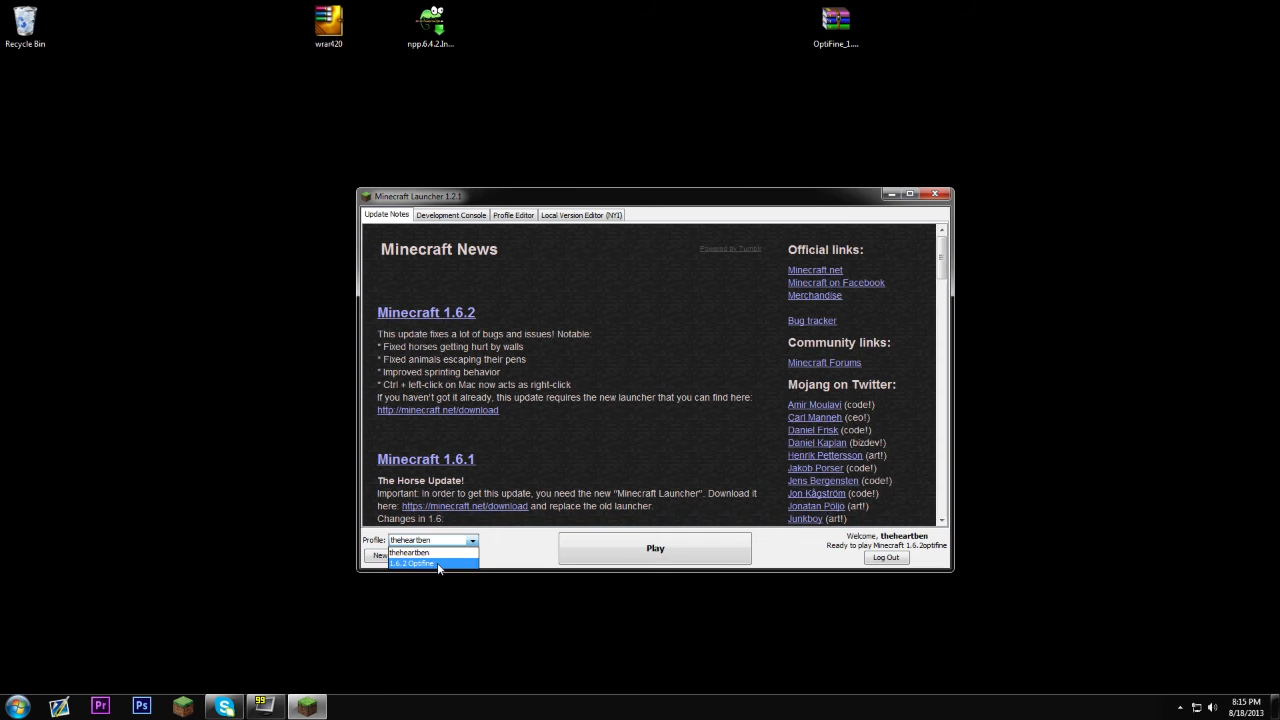 Recycle Bin
wrar420
npp.6.4.2.In...
OptiFine_1....
Minecraft Launcher 1.2.1
Update Notes
Development Console
Profile Editor
Local Version Editor (NYI)
Minecraft News
Powered by Tumblr
Minecraft 1.6.2
This update fixes a lot of bugs and issues! Notable:
* Fixed horses getting hurt by walls
* Fixed animals escaping their pens
* Improved sprinting behavior
* Ctrl + left-click on Mac now acts as right-click
If you haven't got it already, this update requires the new launcher that you can find here:
http://minecraft.net/download
Minecraft 1.6.1
The Horse Update!
Important: In order to get this update, you need the new "Minecraft Launcher". Download it
here: https://minecraft.net/download and replace the old launcher.
Changes in 1.6:
Official links:
Minecraft.net
Minecraft on Facebook
Merchandise
Bug tracker
Community links:
Minecraft Forums
Mojang on Twitter:
Amir Moulavi (code!)
Carl Manneh (ceo!)
Daniel Frisk (code!)
Daniel Kaplan (bizdev!)
Henrik Pettersson (art!)
Jakob Porser (code!)
Jens Bergensten (code!)
Jon Kågström (code!)
Jonatan Pöljö (art!)
Junkboy (art!)
Profile: theheartben
theheartben
1.6.2 Optifine
New
Play
Welcome, theheartben
Ready to play Minecraft 1.6.2optifine
Log Out
Pr
Ps
99
8:15 PM
8/18/2013